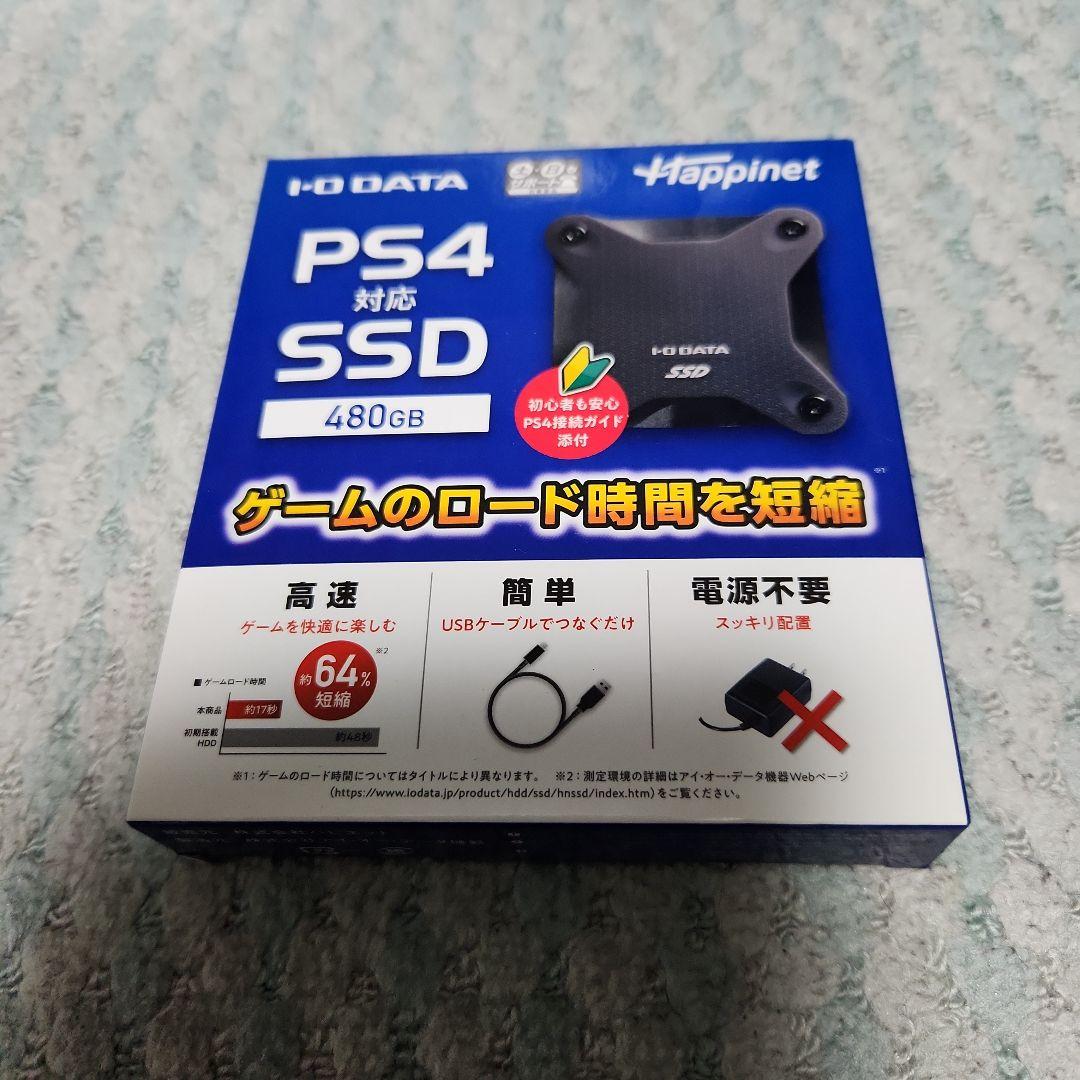 I-O DATA
サポート
Happinet
PS4
対応
SSD
480GB
I-O DATA
SSD
初心者も安心
PS4接続ガイド
添付
ゲームのロード時間を短縮
※1
高速
ゲームを快適に楽しむ
簡単
USBケーブルでつなぐだけ
電源不要
スッキリ配置
■ゲームロード時間
約64%
短縮
※2
本商品
約17秒
初期搭載
HDD
約48秒
※1:ゲームのロード時間についてはタイトルにより異なります。 ※2:測定環境の詳細はアイ・オー・データ機器Webページ
(https://www.iodata.jp/product/hdd/ssd/hnssd/index.htm)をご覧ください。